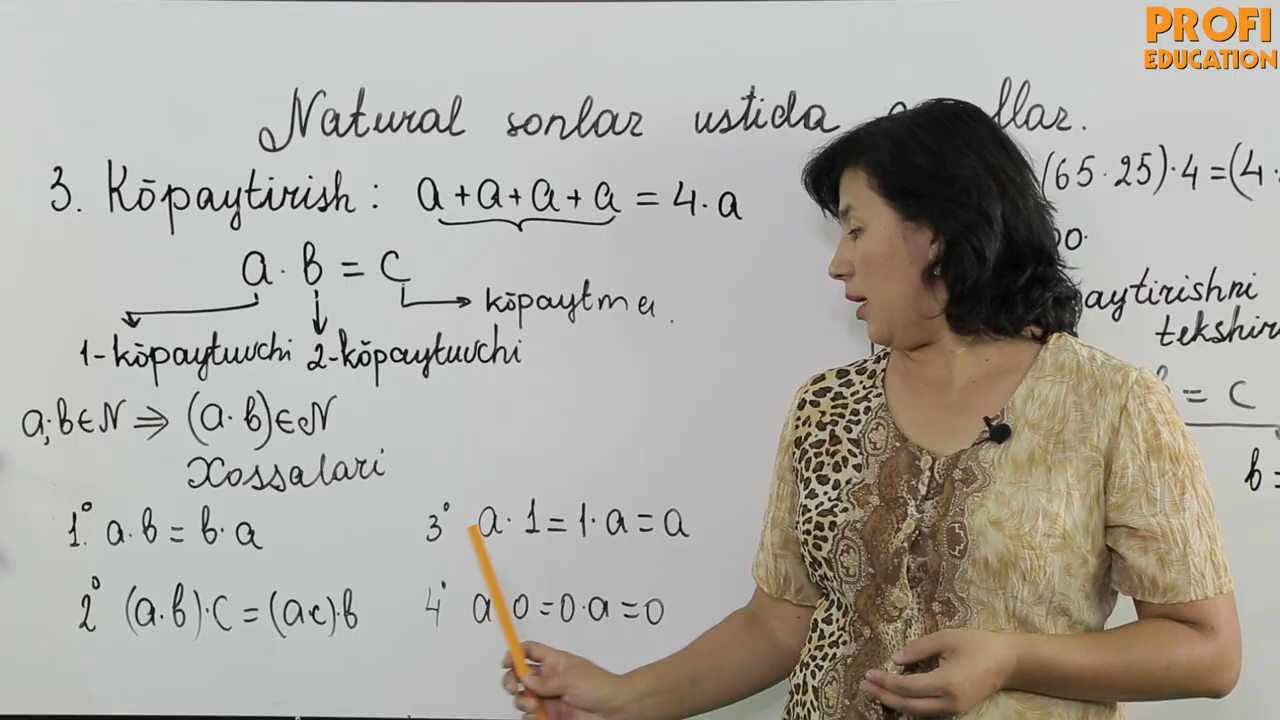 PROFI
EDUCATION
Natural sonlar ustida
3. Kōpaytirish: a+a+a+a = 4·a
a · b = c
kōpaytma.
1-kōpaytuvchi 2-kōpaytuvchi
a; b∈N ⇒ (a·b)∈N
Xossalari
1.° a·b = b·a
2° (a·b)·c = (ac)·b
3° a·1=1·a=a
4° a 0=0·a=0
(65·25)·4=(4·
aytirishni
= c
b =